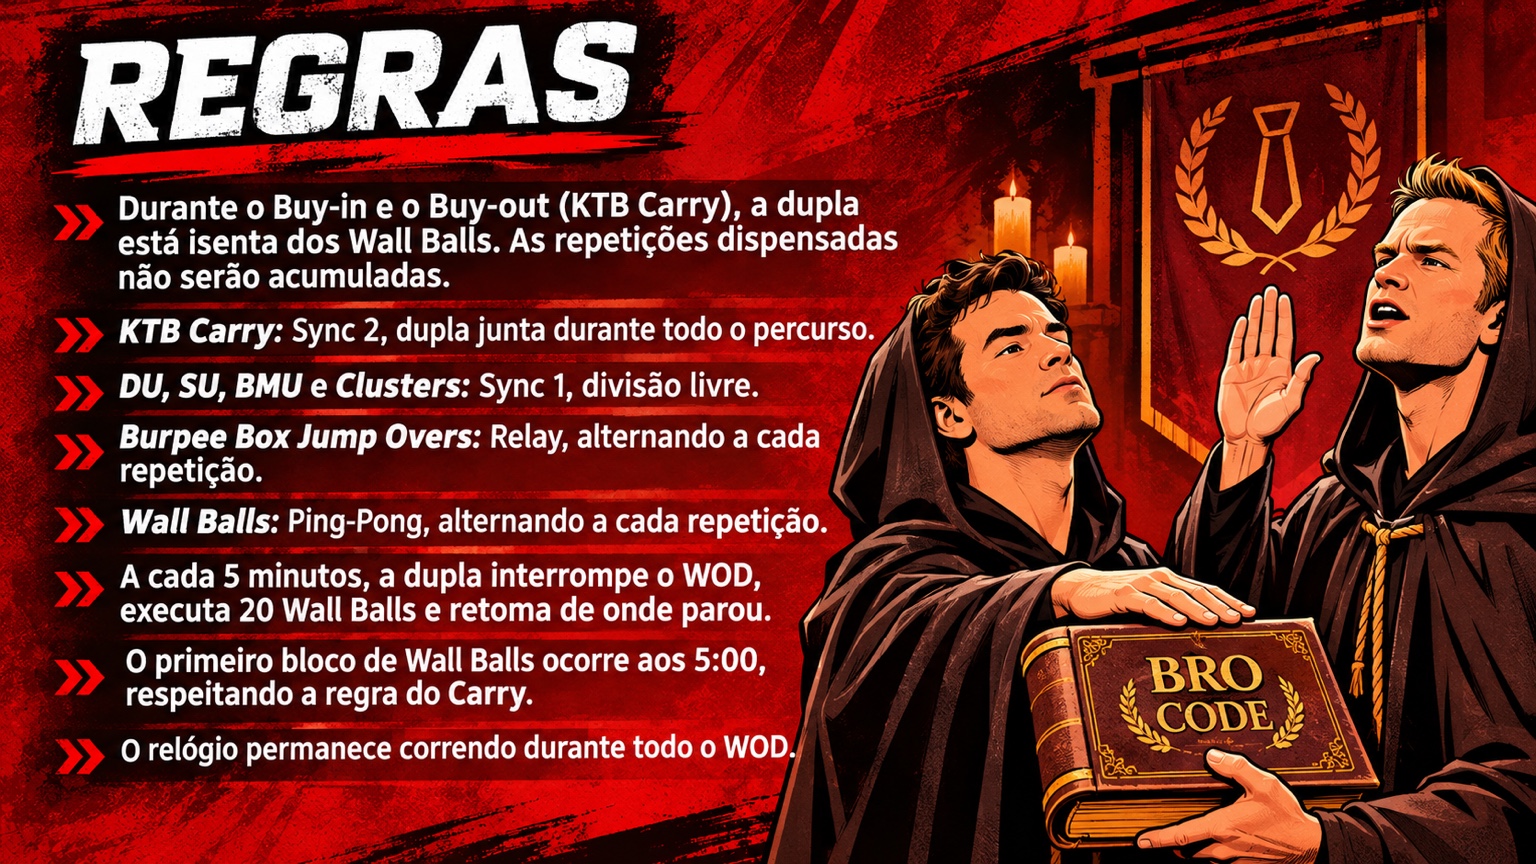 REGRAS
Durante o Buy-in e o Buy-out (KTB Carry), a dupla
está isenta dos Wall Balls. As repetições dispensadas
não serão acumuladas.
KTB Carry: Sync 2, dupla junta durante todo o percurso.
DU, SU, BMU e Clusters: Sync 1, divisão livre.
Burpee Box Jump Overs: Relay, alternando a cada
repetição.
Wall Balls: Ping-Pong, alternando a cada repetição.
A cada 5 minutos, a dupla interrompe o WOD,
executa 20 Wall Balls e retoma de onde parou.
O primeiro bloco de Wall Balls ocorre aos 5:00,
respeitando a regra do Carry.
O relógio permanece correndo durante todo o WOD.
BRO
CODE